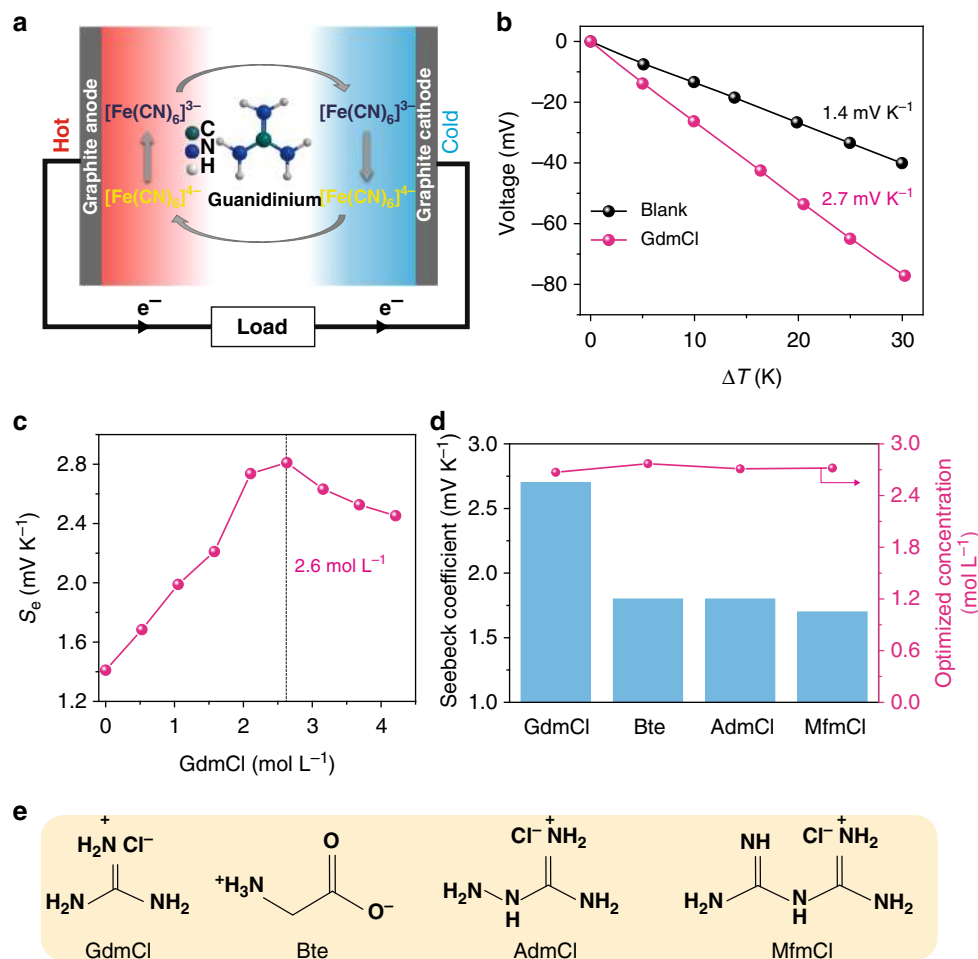 a
Hot
Graphite anode
[Fe(CN)₆]³⁻
[Fe(CN)₆]⁴⁻
C
N
H
Guanidinium
[Fe(CN)₆]³⁻
[Fe(CN)₆]⁴⁻
Graphite cathode
Cold
e⁻
Load
e⁻
b
Voltage (mV)
0
−20
−40
−60
−80
1.4 mV K⁻¹
2.7 mV K⁻¹
Blank
GdmCl
0 10 20 30
ΔT (K)
c
Sₑ (mV K⁻¹)
2.8
2.4
2.0
1.6
1.2
2.6 mol L⁻¹
0 1 2 3 4
GdmCl (mol L⁻¹)
d
Seebeck coefficient (mV K⁻¹)
3.0
2.5
2.0
1.5
1.0
3.0
2.4
1.8
1.2
0.6
0.0
Optimized concentration
(mol L⁻¹)
GdmCl Bte AdmCl MfmCl
e
+
H₂N Cl⁻
H₂N NH₂
GdmCl
O
⁺H₃N
O⁻
Bte
+
Cl⁻ NH₂
H₂N N H NH₂
AdmCl
+
NH Cl⁻ NH₂
H₂N N H NH₂
MfmCl